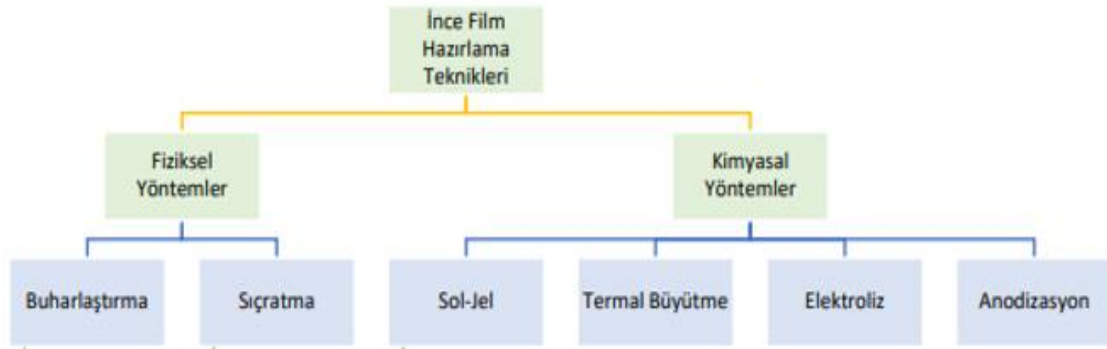 İnce Film
Hazırlama
Teknikleri
Fiziksel
Yöntemler
Kimyasal
Yöntemler
Buharlaştırma
Sıçratma
Sol-Jel
Termal Büyütme
Elektroliz
Anodizasyon